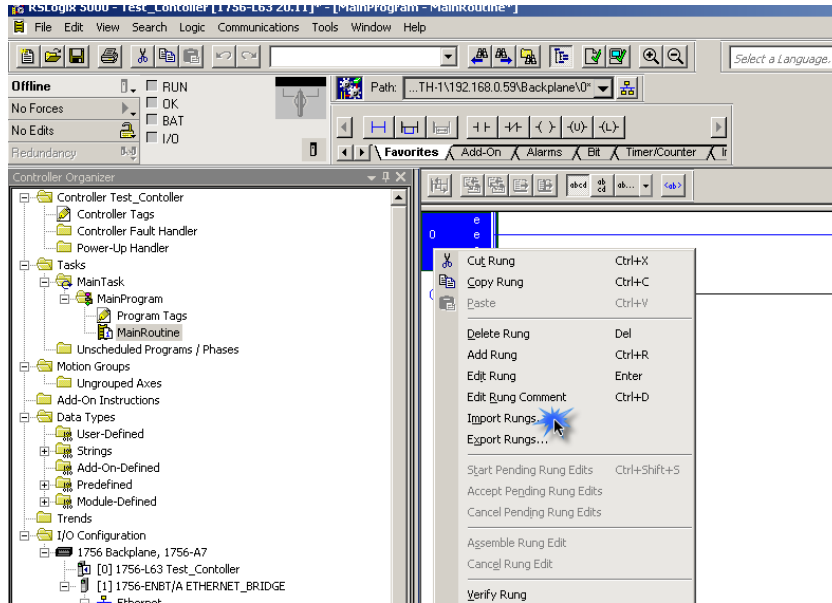 RSLogix 5000 - Test_Contoller [1756-L63 20.11]* - [MainProgram - MainRoutine*]
File Edit View Search Logic Communications Tools Window Help
Select a Language.
Offline
RUN
Path: ...TH-1\192.168.0.59\Backplane\0*
No Forces
OK
No Edits
BAT
I/O
Redundancy
Favorites Add-On Alarms Bit Timer/Counter
Controller Organizer
abcd ab cd ab... <ab>
Controller Test_Contoller
Controller Tags
Controller Fault Handler
Power-Up Handler
Tasks
MainTask
MainProgram
Program Tags
MainRoutine
Unscheduled Programs / Phases
Motion Groups
Ungrouped Axes
Add-On Instructions
Data Types
User-Defined
Strings
Add-On-Defined
Predefined
Module-Defined
Trends
I/O Configuration
1756 Backplane, 1756-A7
[0] 1756-L63 Test_Contoller
[1] 1756-ENBT/A ETHERNET_BRIDGE
Ethernet
e
0 e
Cut Rung Ctrl+X
Copy Rung Ctrl+C
Paste Ctrl+V
Delete Rung Del
Add Rung Ctrl+R
Edit Rung Enter
Edit Rung Comment Ctrl+D
Import Rungs...
Export Rungs...
Start Pending Rung Edits Ctrl+Shift+S
Accept Pending Rung Edits
Cancel Pending Rung Edits
Assemble Rung Edit
Cancel Rung Edit
Verify Rung